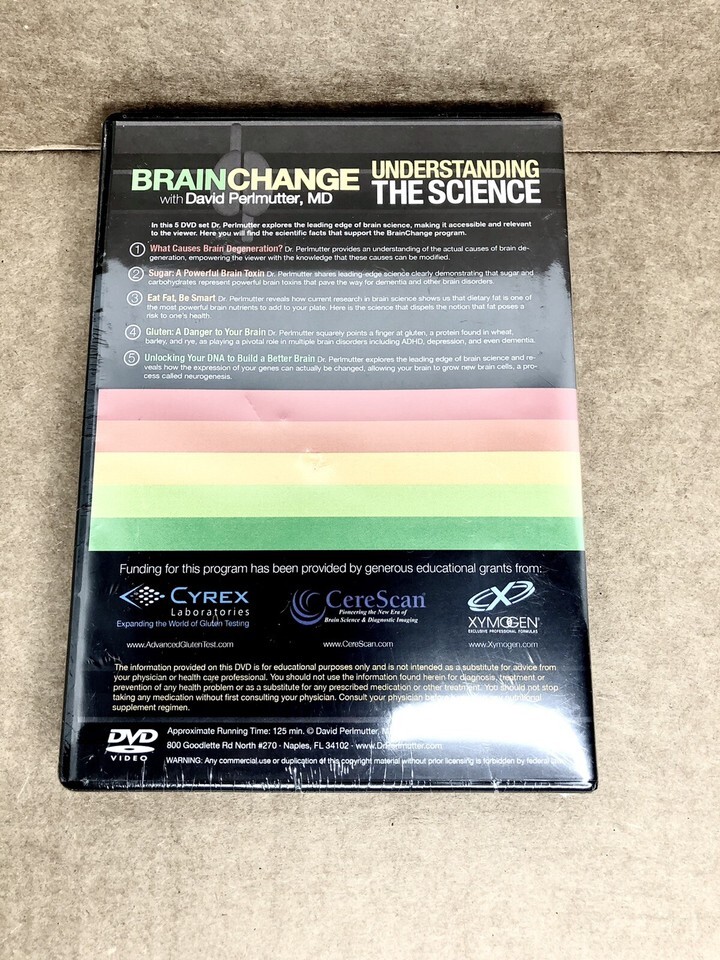 BRAINCHANGE UNDERSTANDING
with David Perlmutter, MD THE SCIENCE
In this 5 DVD set Dr. Perlmutter explores the leading edge of brain science, making it accessible and relevant
to the viewer. Here you will find the scientific facts that support the BrainChange program.
1 What Causes Brain Degeneration? Dr. Perlmutter provides an understanding of the actual causes of brain de-
generation, empowering the viewer with the knowledge that these causes can be modified.
2 Sugar: A Powerful Brain Toxin Dr. Perlmutter shares leading-edge science clearly demonstrating that sugar and
carbohydrates represent powerful brain toxins that pave the way for dementia and other brain disorders.
3 Eat Fat, Be Smart Dr. Perlmutter reveals how current research in brain science shows us that dietary fat is one of
the most powerful brain nutrients to add to your plate. Here is the science that dispels the notion that fat poses a
risk to one's health
4 Gluten: A Danger to Your Brain Dr. Perlmutter squarely points a finger at gluten, a protein found in wheat,
barley, and rye, as playing a pivotal role in multiple brain disorders including ADHD, depression, and even dementia.
5 Unlocking Your DNA to Build a Better Brain Dr. Perlmutter explores the leading edge of brain science and re-
veals how the expression of your genes can actually be changed, allowing your brain to grow new brain cells, a pro-
cess called neurogenesis.
Funding for this program has been provided by generous educational grants from:
CYREX
Laboratories
Expanding the World of Gluten Testing
www.AdvancedGlutenTest.com
CereScan
Pioneering the New Era of
Brain Science & Diagnostic Imaging
www.CereScan.com
XYMOGEN
EXCLUSIVE PROFESSIONAL FORMULAS
www.Xymogen.com
The information provided on this DVD is for educational purposes only and is not intended as a substitute for advice from
your physician or health care professional. You should not use the information found herein for diagnosis, treatment or
prevention of any health problem or as a substitute for any prescribed medication or other treatment. You should not stop
taking any medication without first consulting your physician. Consult your physician before nutritional
supplement regimen.
DVD
VIDEO
Approximate Running Time: 125 min. © David Perlmutter,
800 Goodlette Rd North #270 - Naples, FL 34102 - www.DrPerlmutter.com
WARNING: Any commercial use or duplication of this copyright material without prior licensing is forbidden by federal